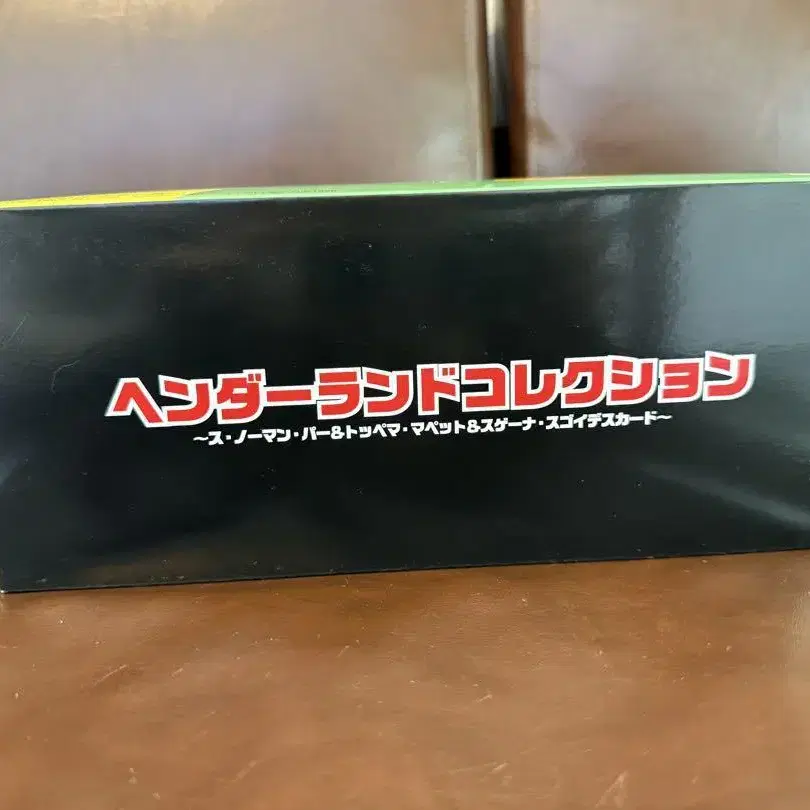 ヘンダーランドコレクション
～ス・ノーマン・パー&トッペマ・マペット&スゲーナ・スゴイデスカード～